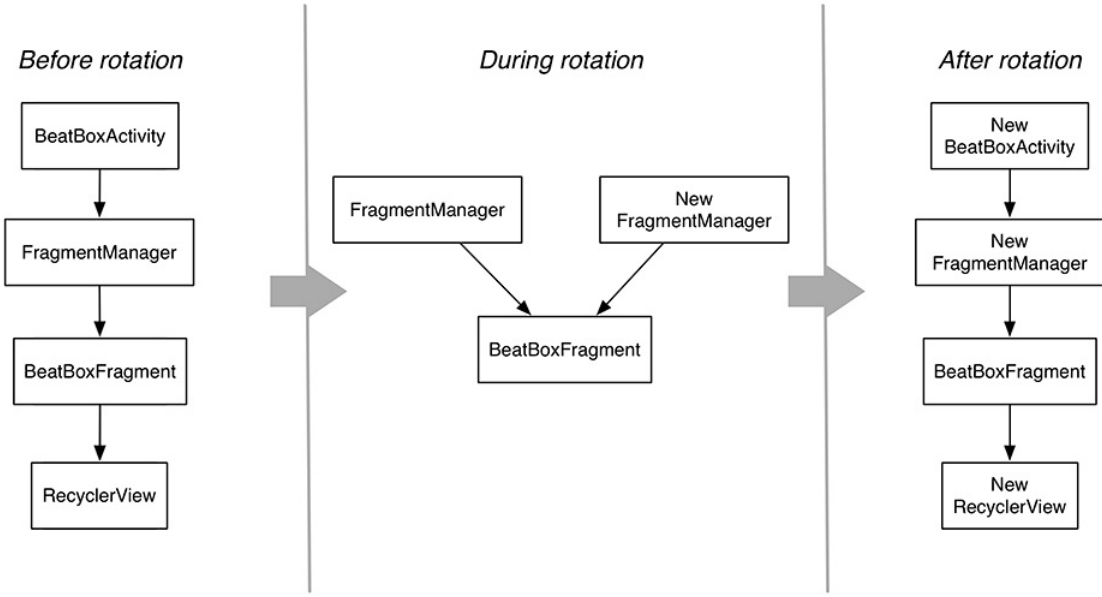 Before rotation
BeatBoxActivity
FragmentManager
BeatBoxFragment
RecyclerView
During rotation
FragmentManager
New
FragmentManager
BeatBoxFragment
After rotation
New
BeatBoxActivity
New
FragmentManager
BeatBoxFragment
New
RecyclerView